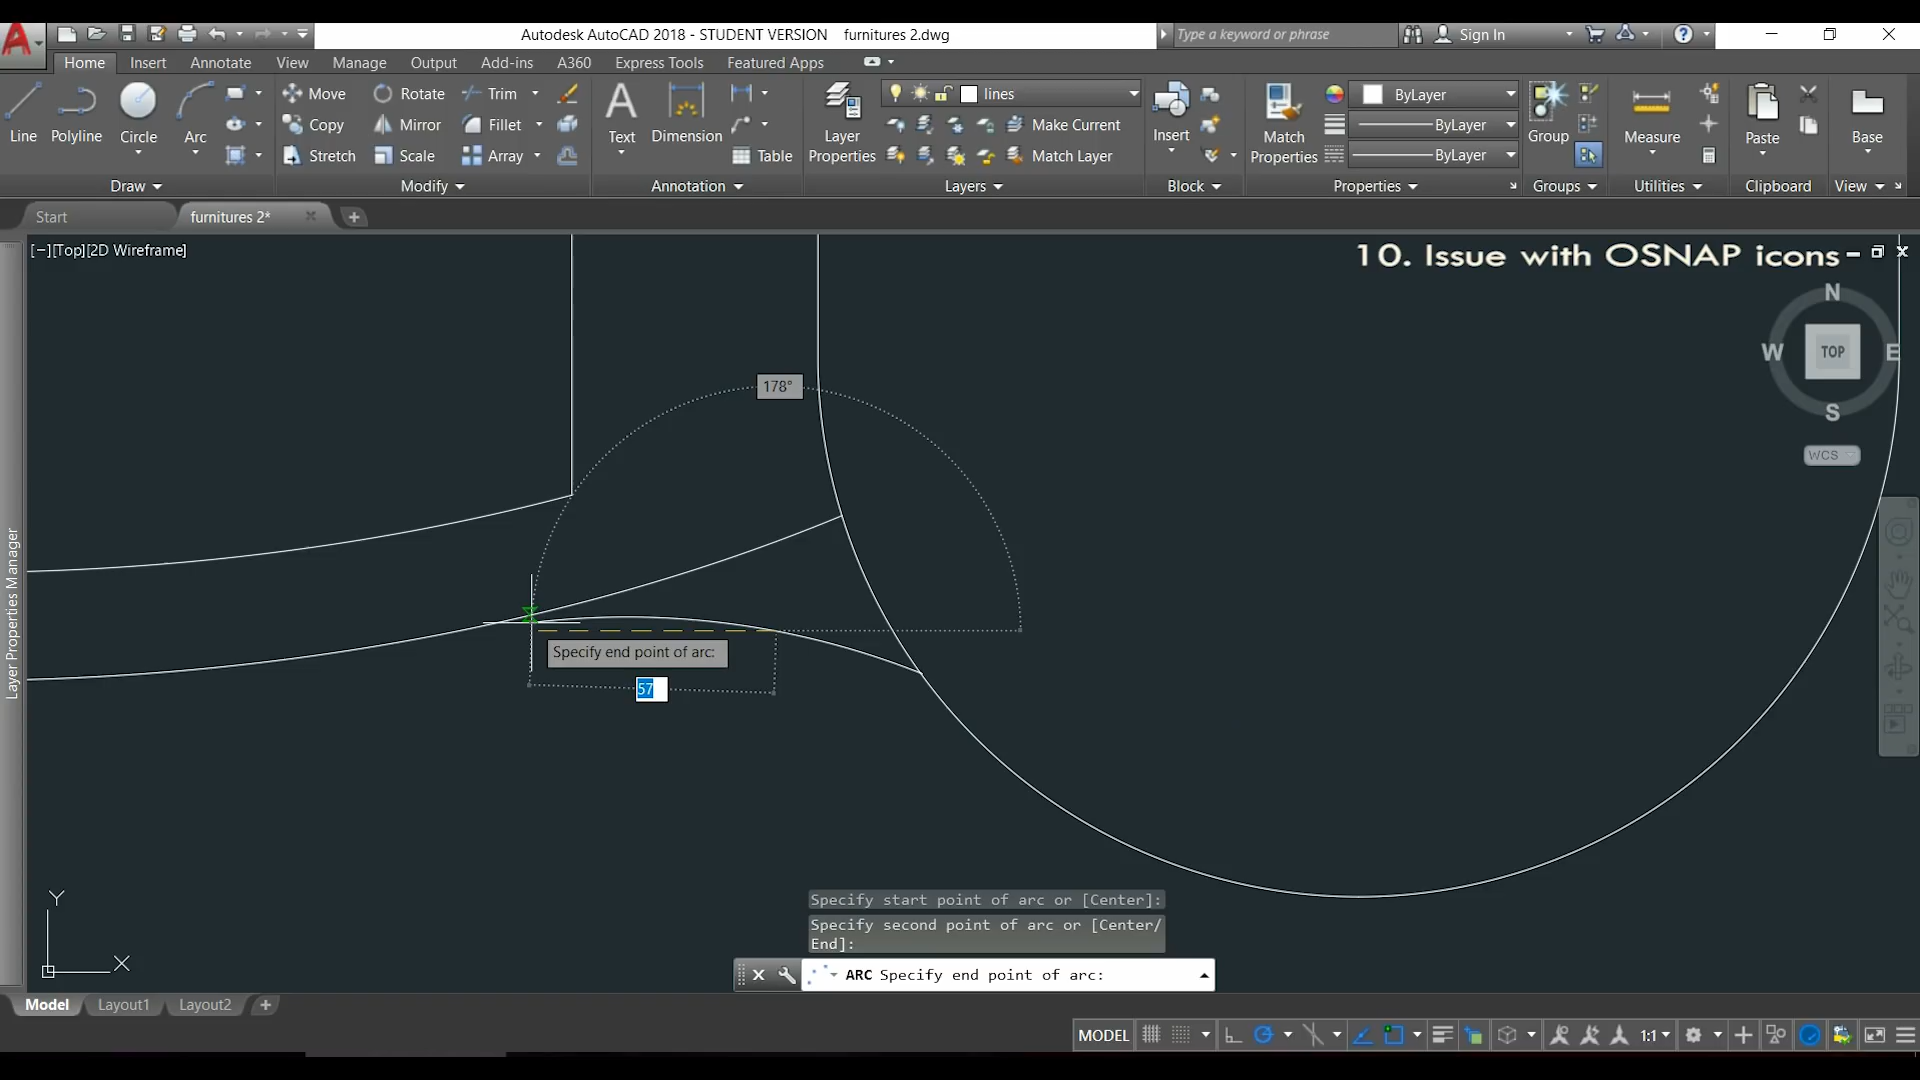 Autodesk AutoCAD 2018 - STUDENT VERSION furnitures 2.dwg
Type a keyword or phrase
Sign In
Home Insert Annotate View Manage Output Add-ins A360 Express Tools Featured Apps
Line Polyline Circle Arc
Move Rotate Trim
Copy Mirror Fillet
Stretch Scale Array
Text Dimension Table
Layer Properties
lines
Make Current
Match Layer
Insert
Match Properties
ByLayer
ByLayer
ByLayer
Group
Measure
Paste
Base
Draw Modify Annotation Layers Block Properties Groups Utilities Clipboard View
Start furnitures 2*
[−][Top][2D Wireframe]
10. Issue with OSNAP icons
N
W TOP E
S
WCS
178°
Layer Properties Manager
Specify end point of arc:
57
Specify start point of arc or [Center]:
Specify second point of arc or [Center/
End]:
ARC Specify end point of arc:
Y
X
Model Layout1 Layout2
MODEL 1:1